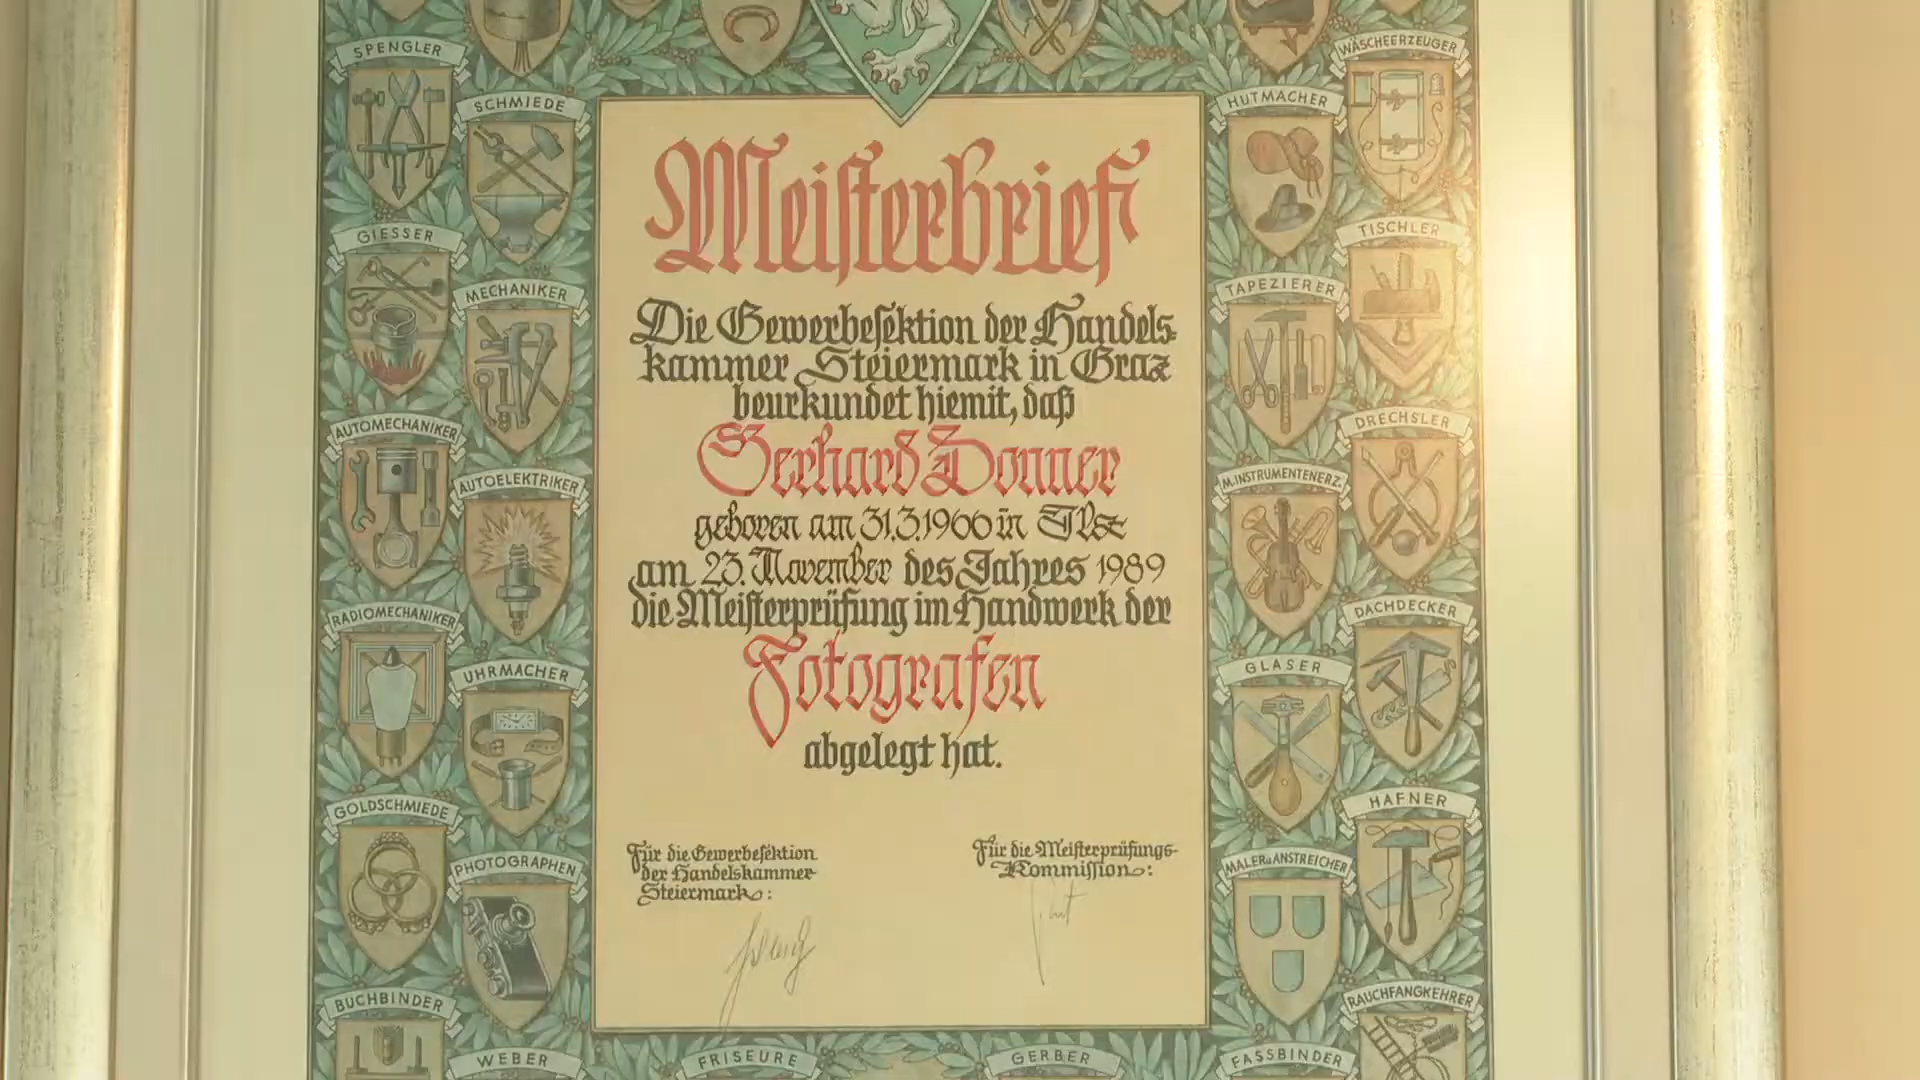 SPENGLER
SCHMIEDE
GIESSER
MECHANIKER
AUTOMECHANIKER
AUTOELEKTRIKER
RADIOMECHANIKER
UHRMACHER
GOLDSCHMIEDE
PHOTOGRAPHEN
BUCHBINDER
WEBER
FRISEURE
GERBER
FASSBINDER
Meisterbrief
Die Gewerbesektion der Handels-
kammer Steiermark in Graz
beurkundet hiemit, daß
Gerhard Donner
geboren am 31.3.1966 in
am 23. November des Jahres 1989
die Meisterprüfung im Handwerk der
Fotografen
abgelegt hat.
Für die Gewerbesektion
der Handelskammer
Steiermark:
Für die Meisterprüfungs-
Kommission:
WÄSCHEERZEUGER
HUTMACHER
TISCHLER
TAPEZIERER
DRECHSLER
M.INSTRUMENTENERZ.
DACHDECKER
GLASER
HAFNER
MALER u ANSTREICHER
RAUCHFANGKEHRER